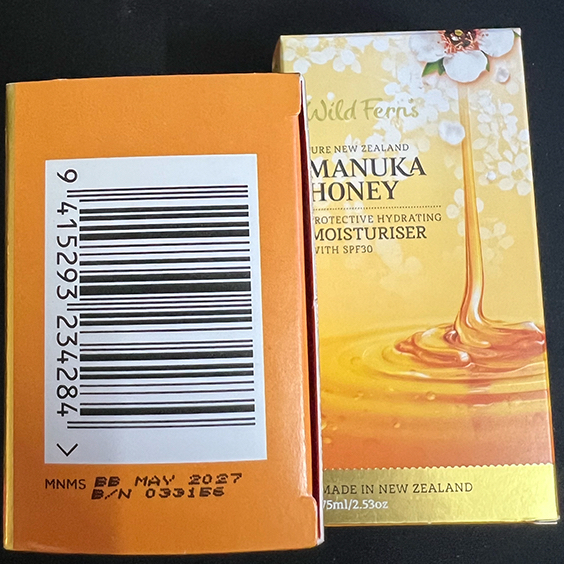 9 415293 234284 >
MNMS BB MAY 2027
B/N 033156
Wild Ferns
URE NEW ZEALAND
MANUKA
HONEY
PROTECTIVE HYDRATING
MOISTURISER
WITH SPF30
MADE IN NEW ZEALAND
75ml/2.53oz